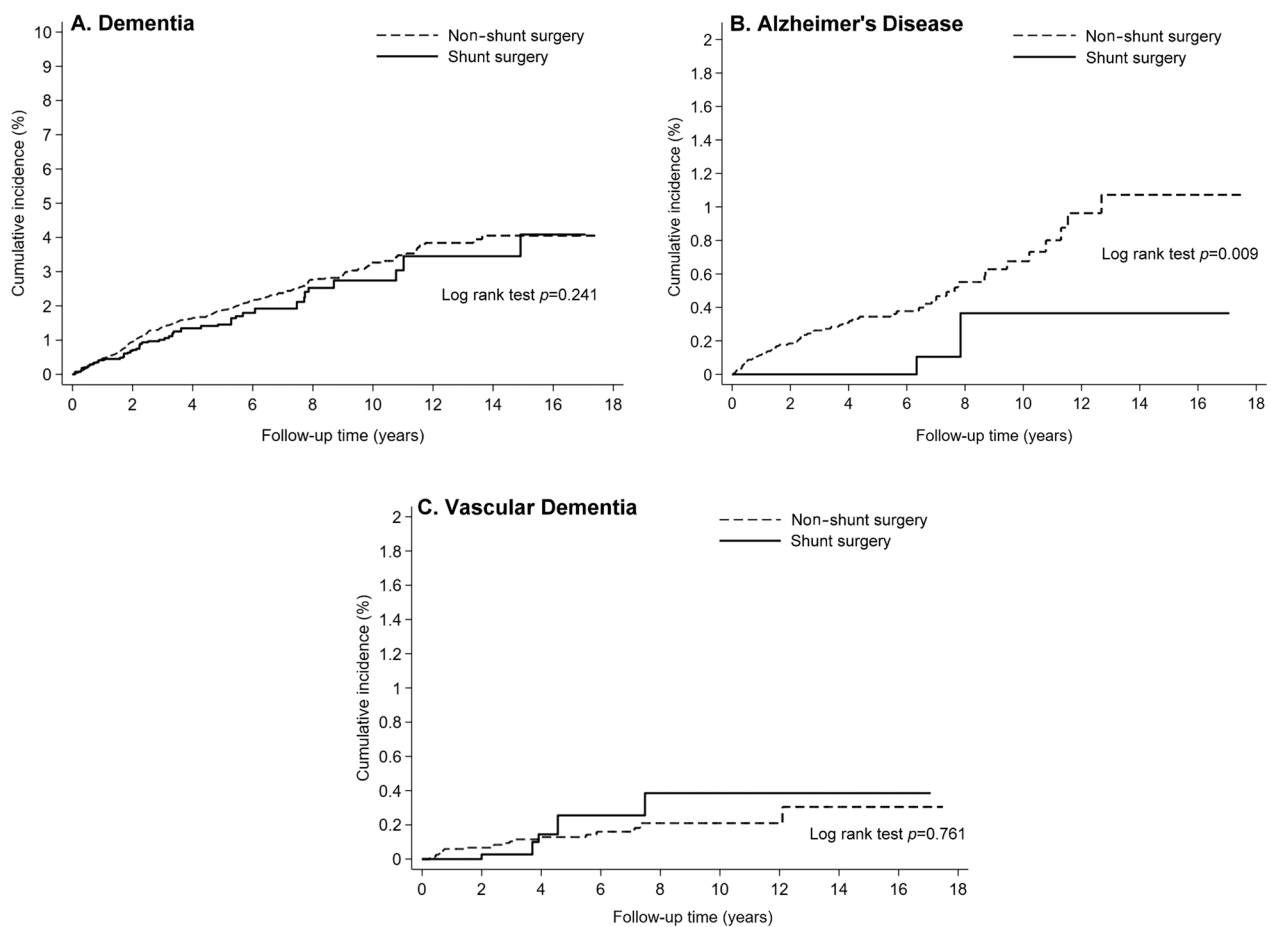 A. Dementia
Non-shunt surgery
Shunt surgery
10
9
8
7
6
5
4
3
2
1
0
Cumulative incidence (%)
Log rank test p=0.241
0 2 4 6 8 10 12 14 16 18
Follow-up time (years)
B. Alzheimer's Disease
Non-shunt surgery
Shunt surgery
2
1.8
1.6
1.4
1.2
1
0.8
0.6
0.4
0.2
0
Cumulative incidence (%)
Log rank test p=0.009
0 2 4 6 8 10 12 14 16 18
Follow-up time (years)
C. Vascular Dementia
Non-shunt surgery
Shunt surgery
2
1.8
1.6
1.4
1.2
1
0.8
0.6
0.4
0.2
0
Cumulative incidence (%)
Log rank test p=0.761
0 2 4 6 8 10 12 14 16 18
Follow-up time (years)